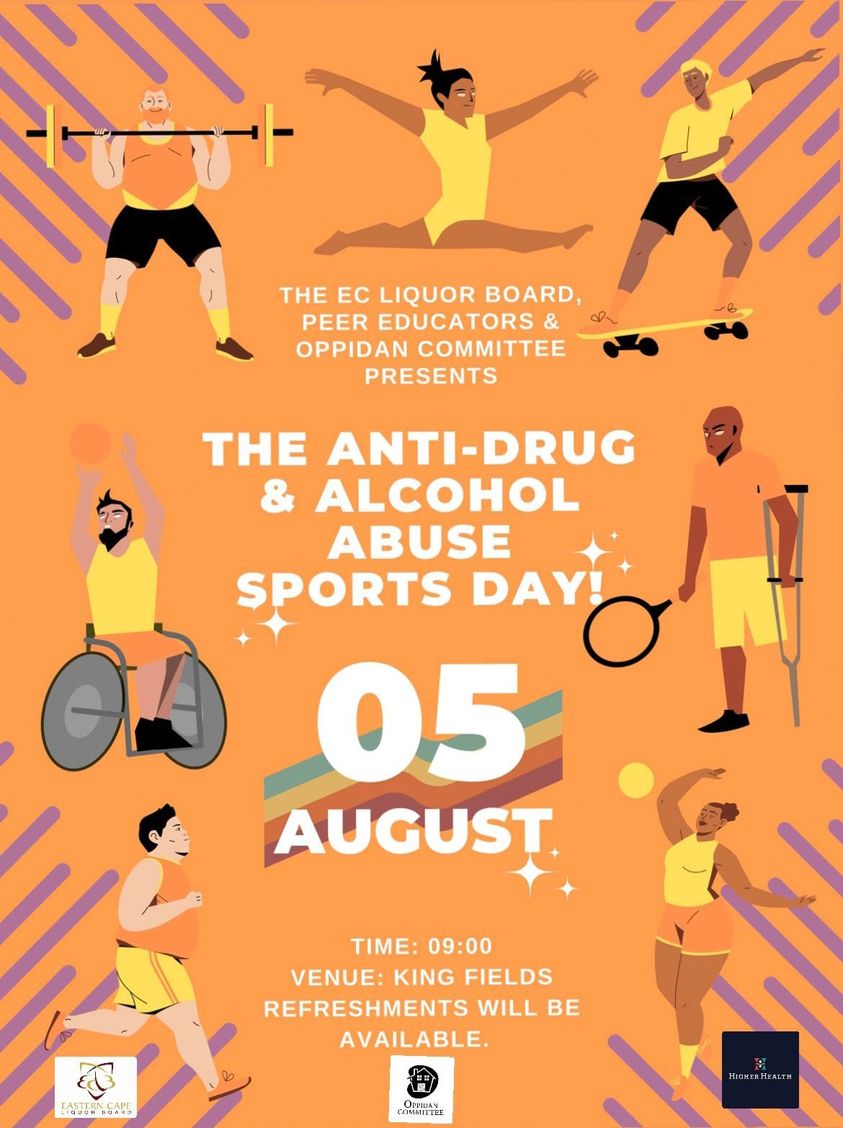 THE EC LIQUOR BOARD,
PEER EDUCATORS &
OPPIDAN COMMITTEE
PRESENTS
THE ANTI-DRUG
& ALCOHOL
ABUSE
SPORTS DAY!
05
AUGUST
TIME: 09:00
VENUE: KING FIELDS
REFRESHMENTS WILL BE
AVAILABLE.
EASTERN CAPE
LIQUOR BOARD
OPPIDAN
COMMITTEE
HIGHER HEALTH